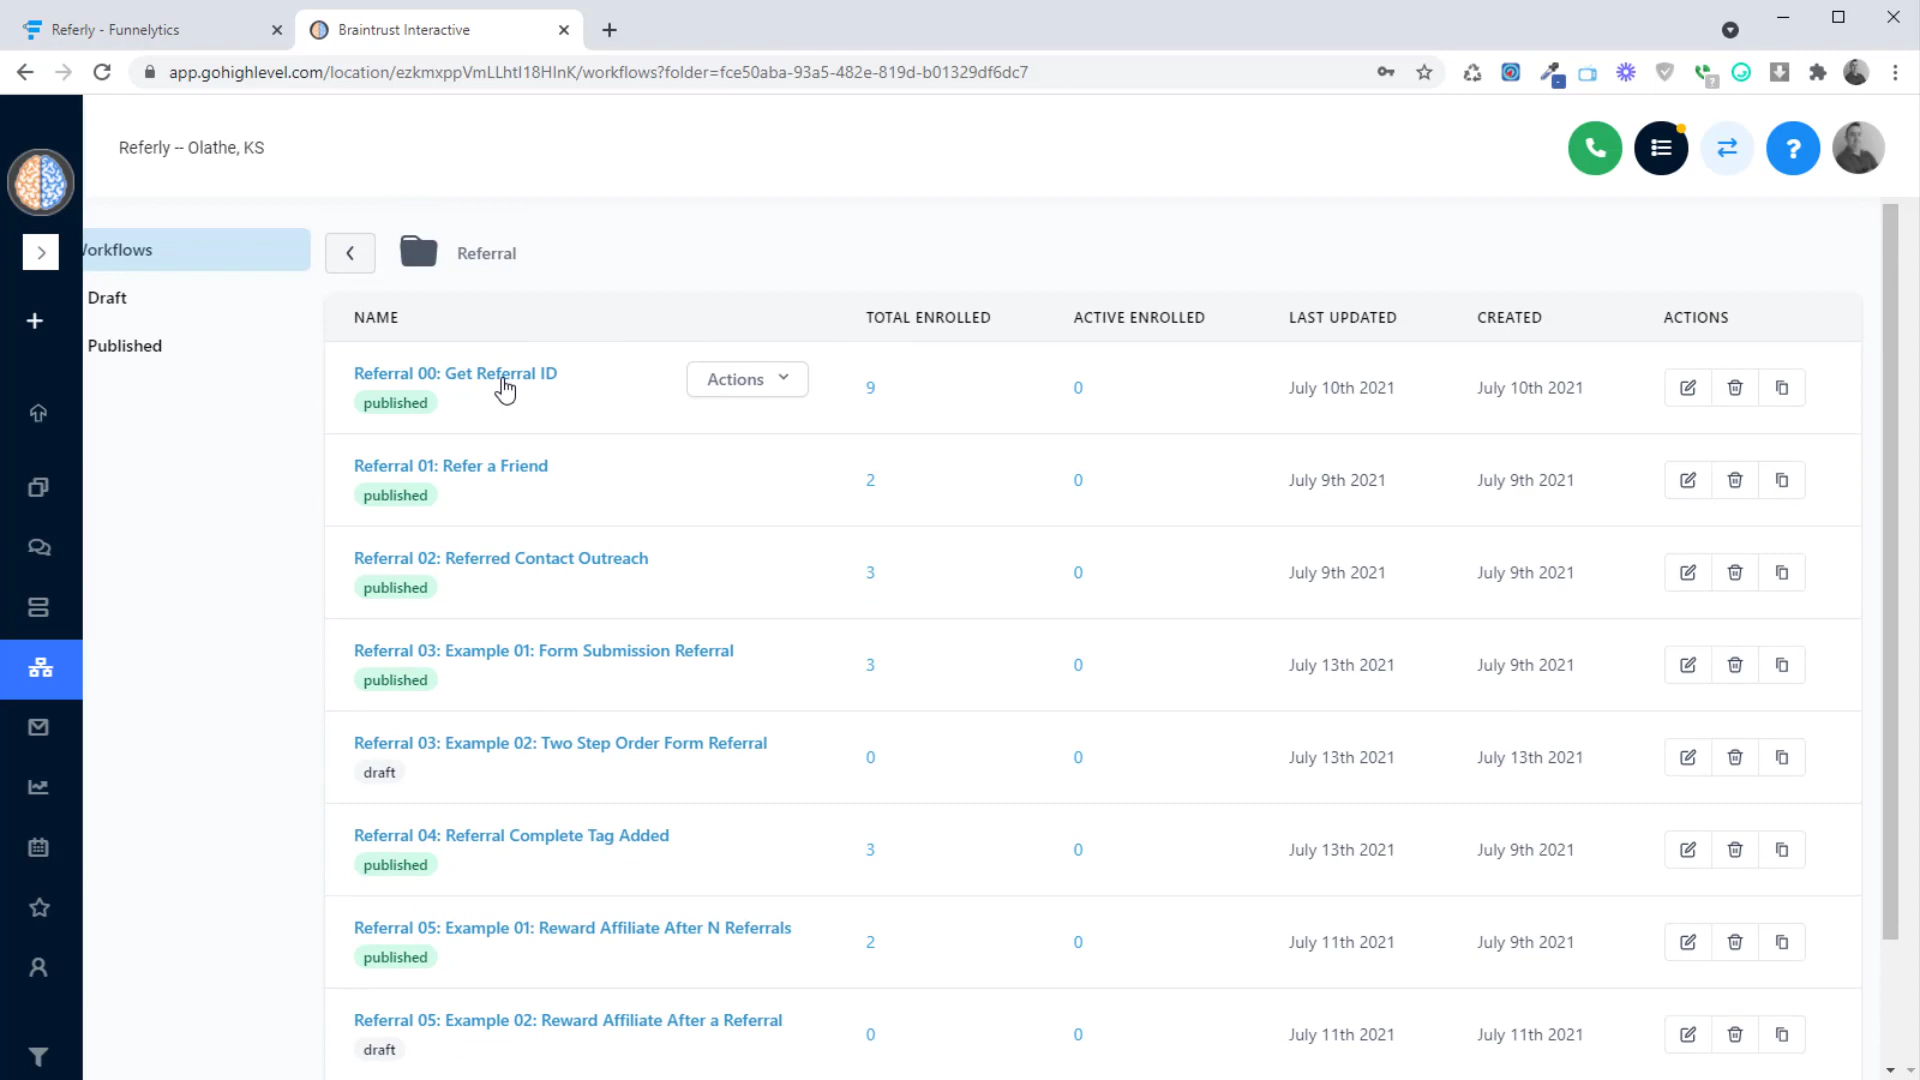 Referly - Funnelytics
Braintrust Interactive
app.gohighlevel.com/location/ezkmxppVmLLhtI18HInK/workflows?folder=fce50aba-93a5-482e-819d-b01329df6dc7
Referly -- Olathe, KS
?
orkflows
Draft
Published
Referral
NAME TOTAL ENROLLED ACTIVE ENROLLED LAST UPDATED CREATED ACTIONS
Referral 00: Get Referral ID Actions 9 0 July 10th 2021 July 10th 2021
published
Referral 01: Refer a Friend 2 0 July 9th 2021 July 9th 2021
published
Referral 02: Referred Contact Outreach 3 0 July 9th 2021 July 9th 2021
published
Referral 03: Example 01: Form Submission Referral 3 0 July 13th 2021 July 9th 2021
published
Referral 03: Example 02: Two Step Order Form Referral 0 0 July 13th 2021 July 13th 2021
draft
Referral 04: Referral Complete Tag Added 3 0 July 13th 2021 July 9th 2021
published
Referral 05: Example 01: Reward Affiliate After N Referrals 2 0 July 11th 2021 July 9th 2021
published
Referral 05: Example 02: Reward Affiliate After a Referral 0 0 July 11th 2021 July 11th 2021
draft